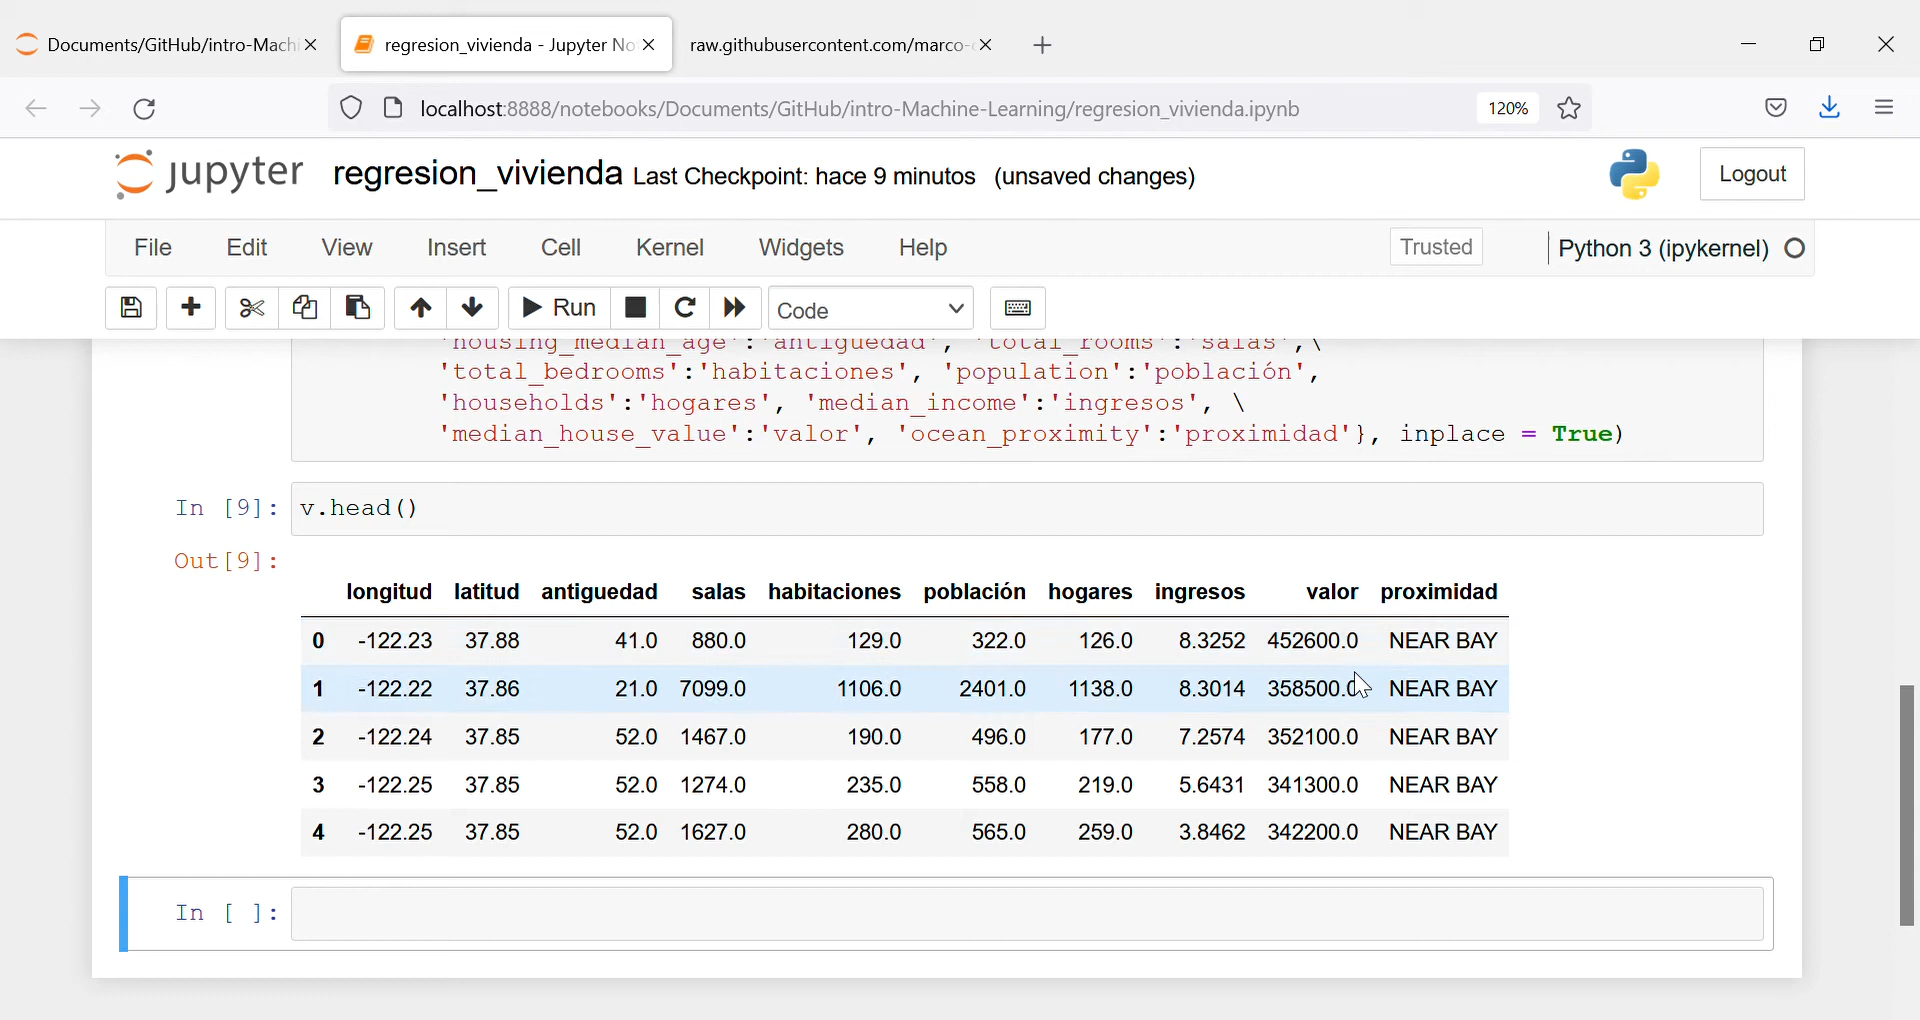 Documents/GitHub/intro-Machi
regresion_vivienda - Jupyter No
raw.githubusercontent.com/marco-
localhost:8888/notebooks/Documents/GitHub/intro-Machine-Learning/regresion_vivienda.ipynb
120%
jupyter regresion_vivienda Last Checkpoint: hace 9 minutos (unsaved changes)
Logout
File Edit View Insert Cell Kernel Widgets Help
Trusted Python 3 (ipykernel)
Run Code
'housing_median_age':'antiguedad', 'total_rooms':'salas',\
'total_bedrooms':'habitaciones', 'population':'población',
'households':'hogares', 'median_income':'ingresos', \
'median_house_value':'valor', 'ocean_proximity':'proximidad'}, inplace = True)
In [9]: v.head()
Out[9]:
longitud latitud antiguedad salas habitaciones población hogares ingresos valor proximidad
0 -122.23 37.88 41.0 880.0 129.0 322.0 126.0 8.3252 452600.0 NEAR BAY
1 -122.22 37.86 21.0 7099.0 1106.0 2401.0 1138.0 8.3014 358500.0 NEAR BAY
2 -122.24 37.85 52.0 1467.0 190.0 496.0 177.0 7.2574 352100.0 NEAR BAY
3 -122.25 37.85 52.0 1274.0 235.0 558.0 219.0 5.6431 341300.0 NEAR BAY
4 -122.25 37.85 52.0 1627.0 280.0 565.0 259.0 3.8462 342200.0 NEAR BAY
In [ ]: